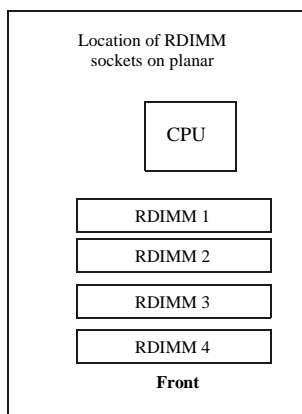 Location of RDIMM
sockets on planar
CPU
RDIMM 1
RDIMM 2
RDIMM 3
RDIMM 4
Front